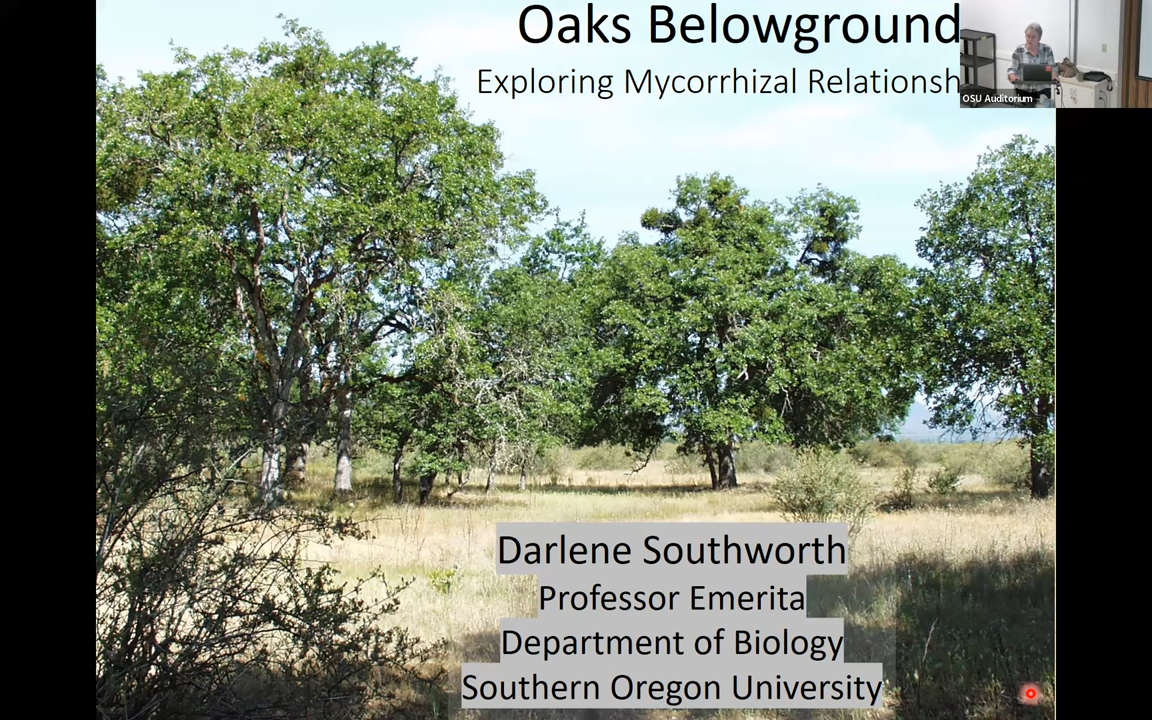 Oaks Belowground
Exploring Mycorrhizal Relationsh
OSU Auditorium
Darlene Southworth
Professor Emerita
Department of Biology
Southern Oregon University